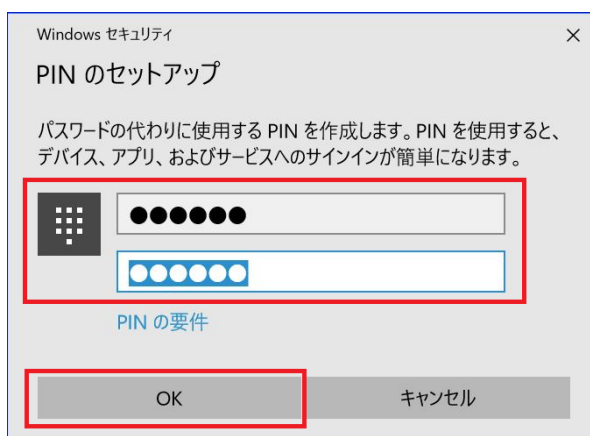 Windows セキュリティ
PIN のセットアップ
パスワードの代わりに使用する PIN を作成します。PIN を使用すると、
デバイス、アプリ、およびサービスへのサインインが簡単になります。
●●●●●●
●●●●●●
PIN の要件
OK
キャンセル